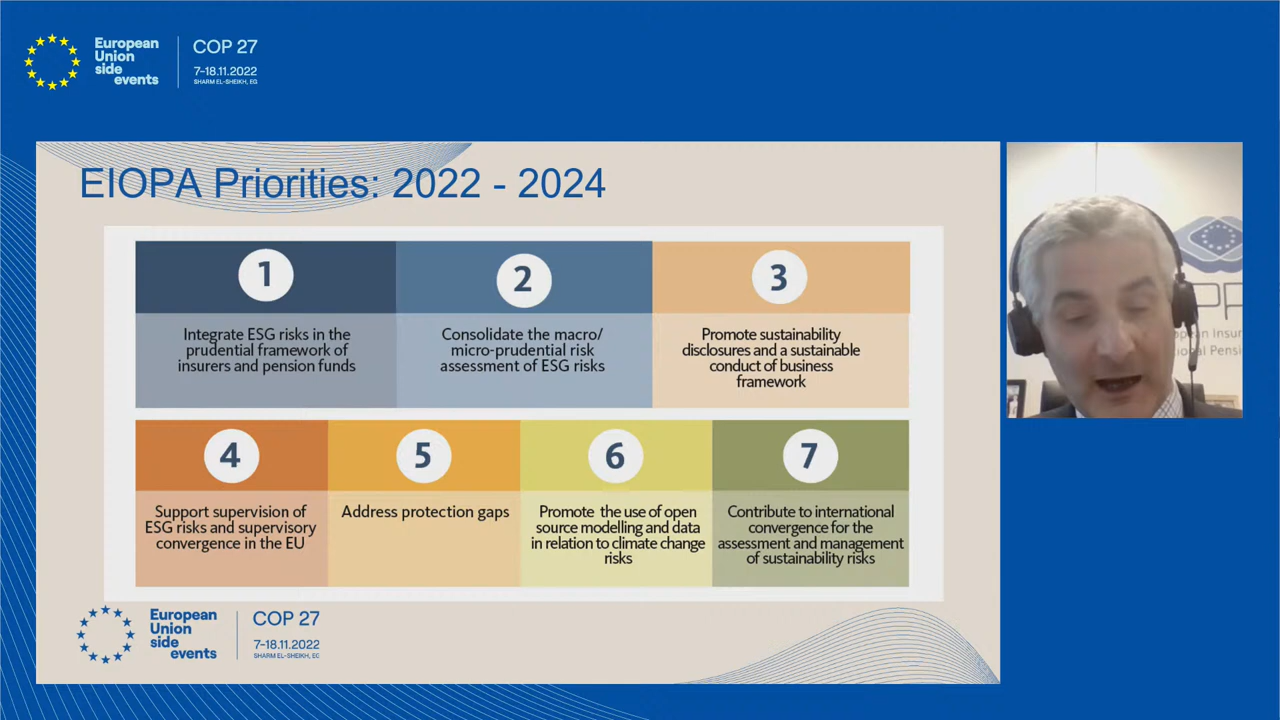 European
Union
side
events
COP 27
7-18.11.2022
SHARM EL-SHEIKH, EG
EIOPA Priorities: 2022 - 2024
1
Integrate ESG risks in the
prudential framework of
insurers and pension funds
2
Consolidate the macro/
micro-prudential risk
assessment of ESG risks
3
Promote sustainability
disclosures and a sustainable
conduct of business
framework
4
Support supervision of
ESG risks and supervisory
convergence in the EU
5
Address protection gaps
6
Promote the use of open
source modelling and data
in relation to climate change
risks
7
Contribute to international
convergence for the
assessment and management
of sustainability risks
European
Union
side
events
COP 27
7-18.11.2022
SHARM EL-SHEIKH, EG